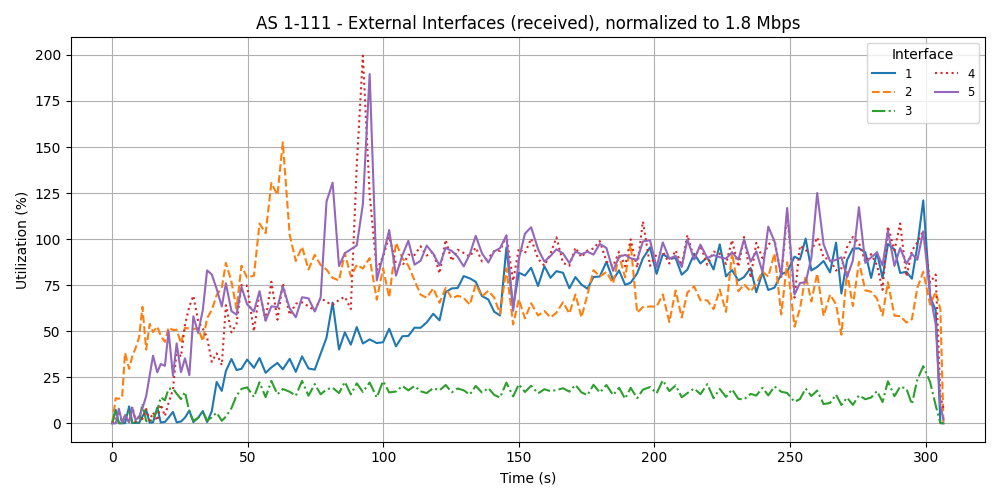 AS 1-111 - External Interfaces (received), normalized to 1.8 Mbps
Utilization (%)
200
175
150
125
100
75
50
25
0
Interface
1 4
2 5
3
0 50 100 150 200 250 300
Time (s)